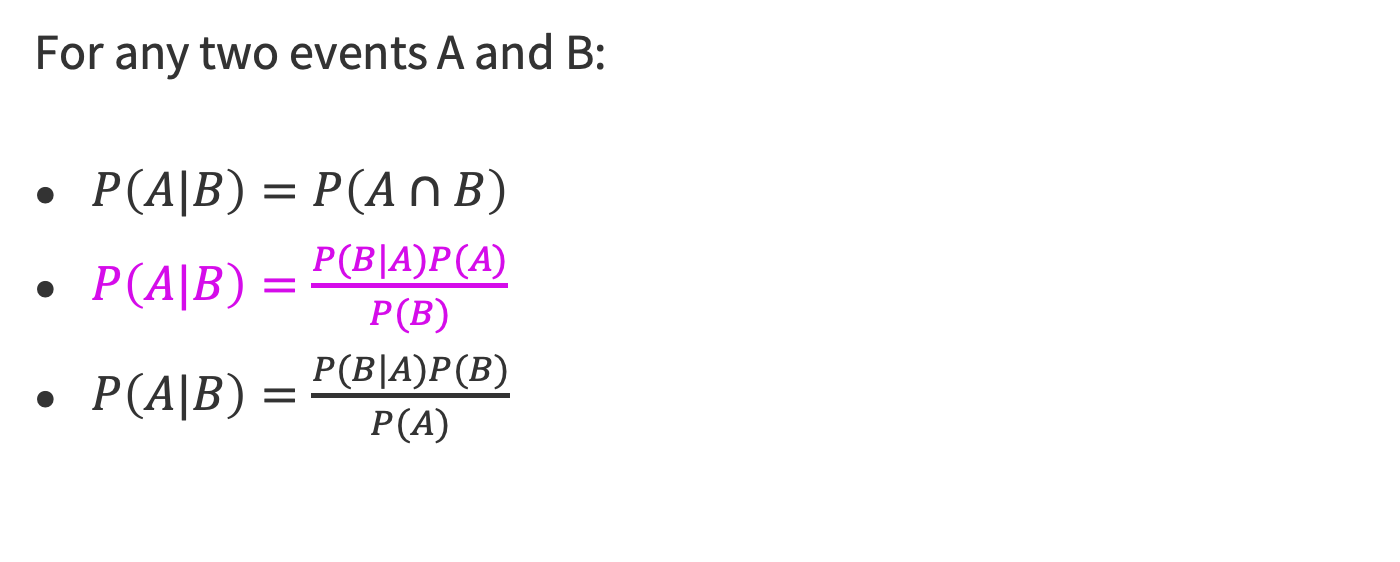 For any two events A and B:
• P(A|B) = P(A ∩ B)
• P(A|B) = P(B|A)P(A) / P(B)
• P(A|B) = P(B|A)P(B) / P(A)